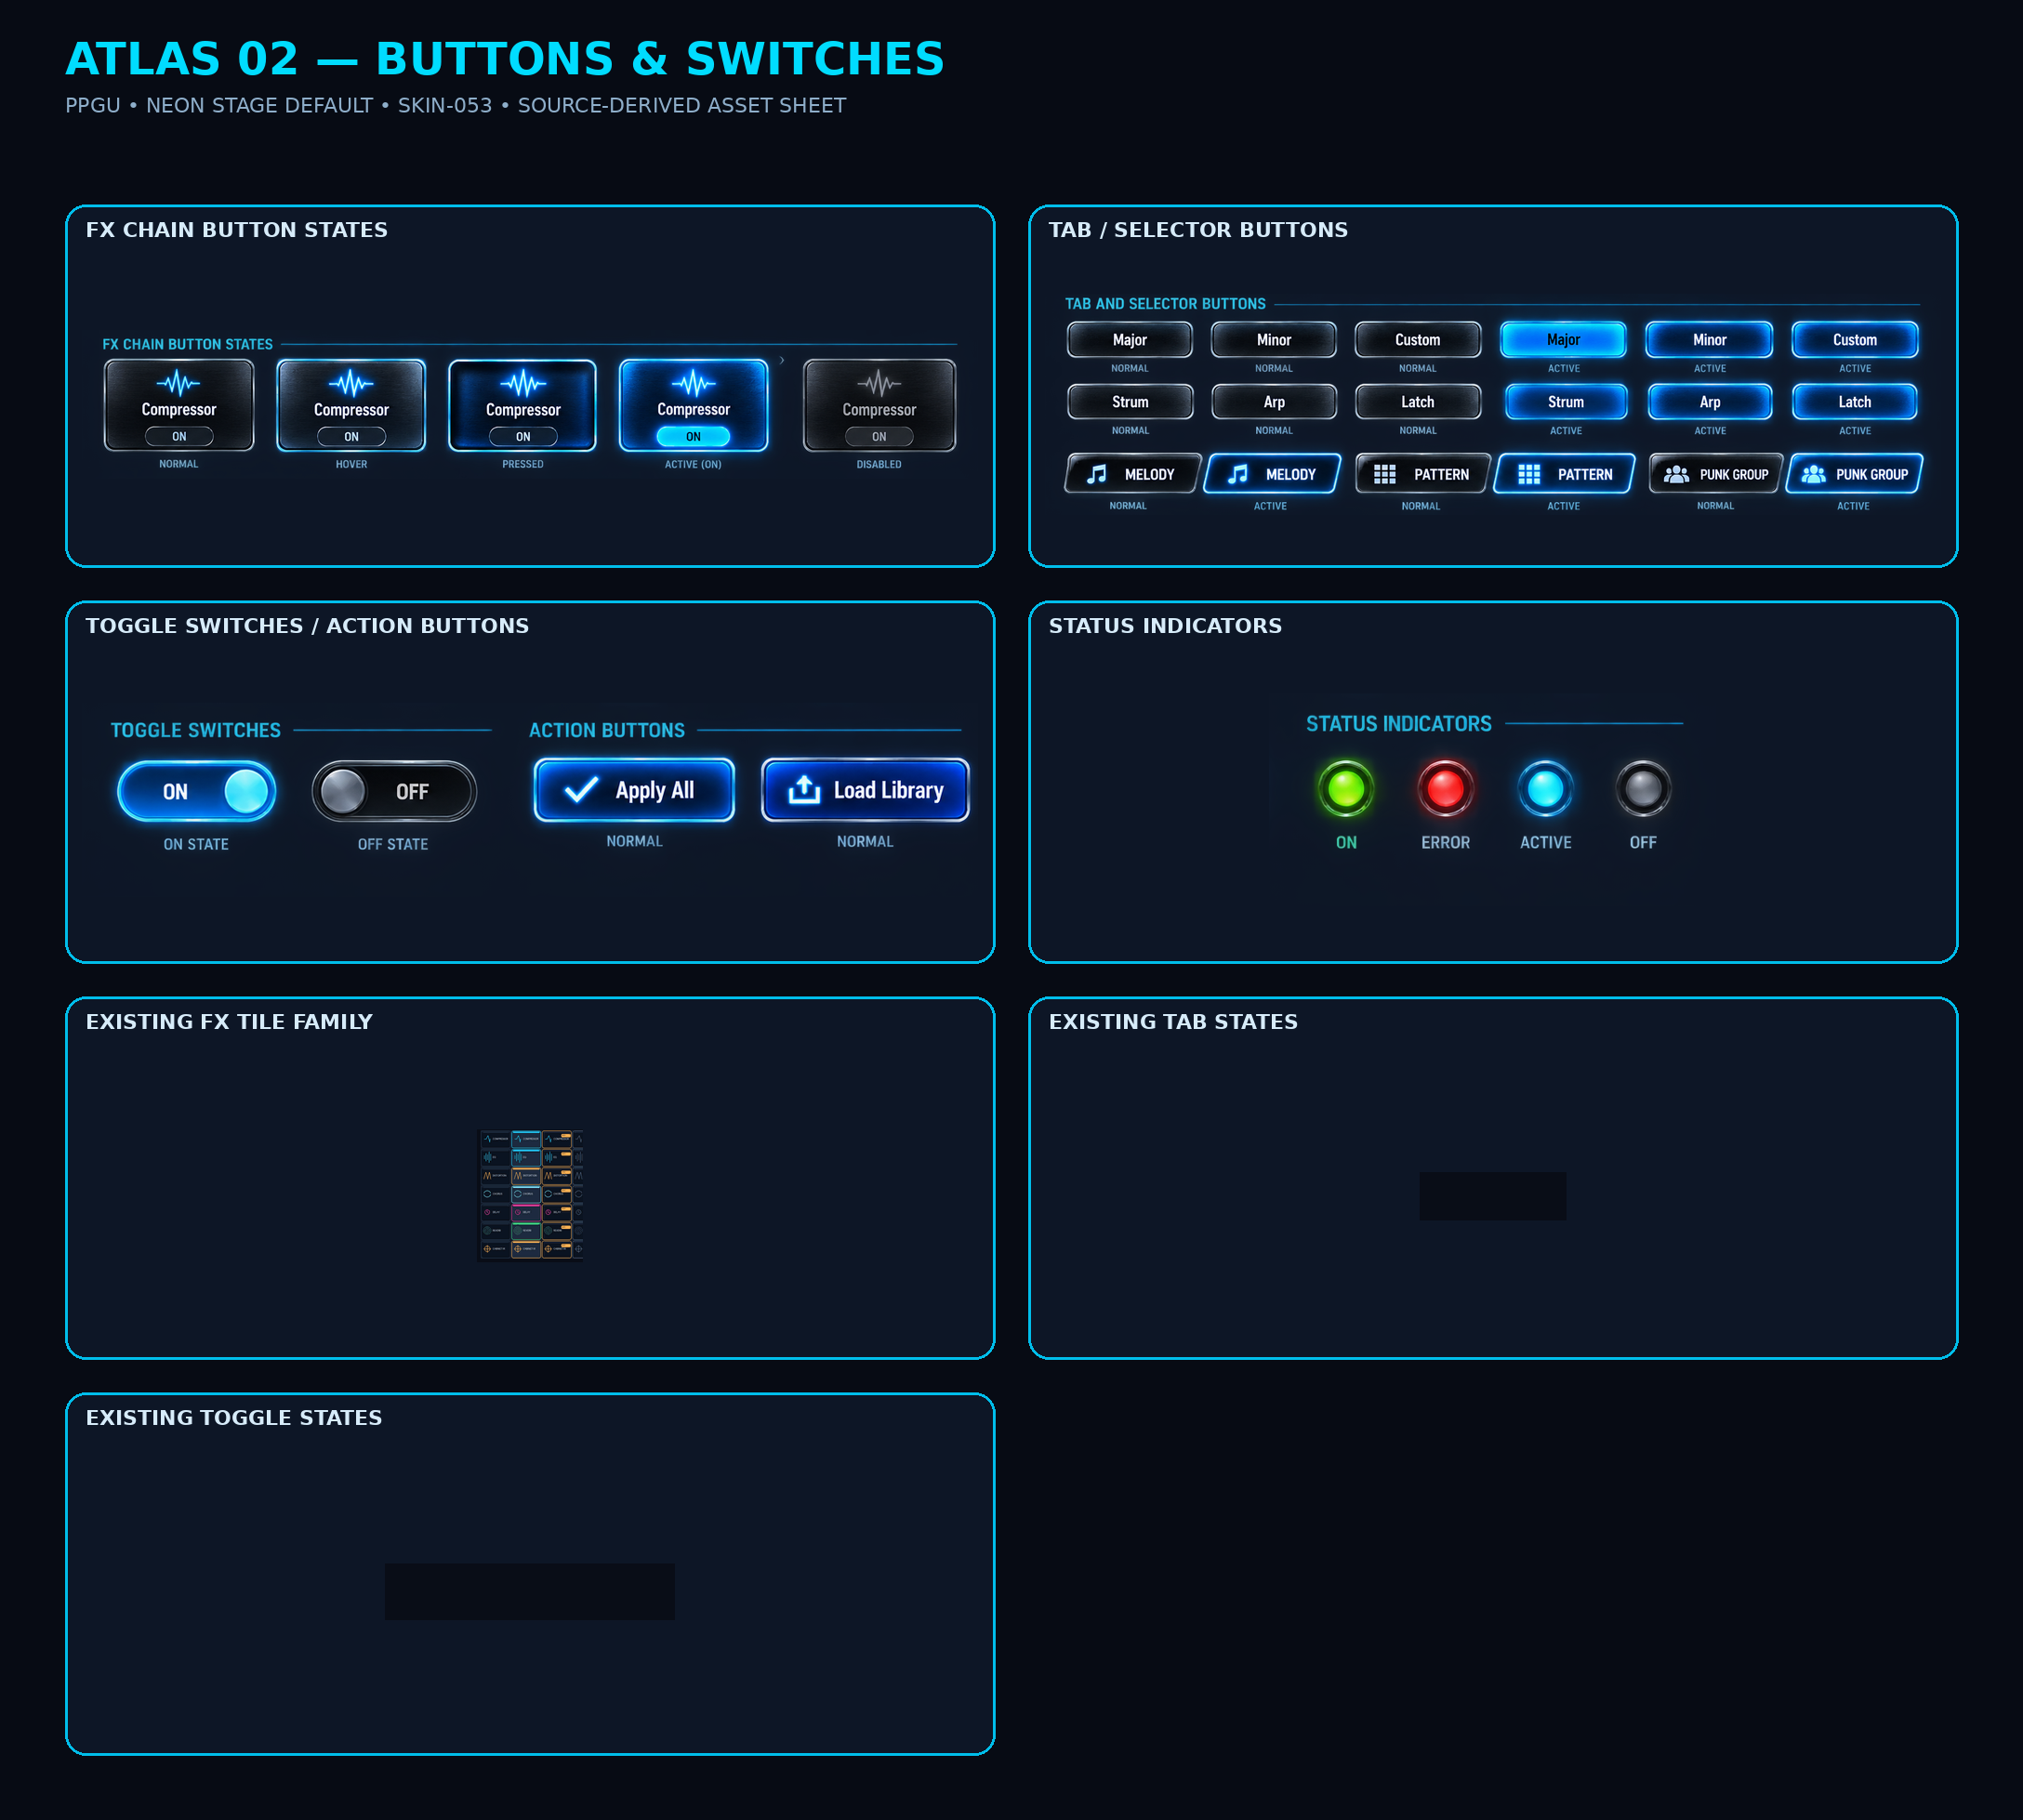 ATLAS 02 — BUTTONS & SWITCHES
PPGU • NEON STAGE DEFAULT • SKIN-053 • SOURCE-DERIVED ASSET SHEET
FX CHAIN BUTTON STATES
FX CHAIN BUTTON STATES
Compressor Compressor Compressor Compressor Compressor
ON ON ON ON ON
NORMAL HOVER PRESSED ACTIVE (ON) DISABLED
TAB / SELECTOR BUTTONS
TAB AND SELECTOR BUTTONS
Major Minor Custom Major Minor Custom
NORMAL NORMAL NORMAL ACTIVE ACTIVE ACTIVE
Strum Arp Latch Strum Arp Latch
NORMAL NORMAL NORMAL ACTIVE ACTIVE ACTIVE
MELODY MELODY PATTERN PATTERN PUNK GROUP PUNK GROUP
NORMAL ACTIVE NORMAL ACTIVE NORMAL ACTIVE
TOGGLE SWITCHES / ACTION BUTTONS
TOGGLE SWITCHES ACTION BUTTONS
ON OFF Apply All Load Library
ON STATE OFF STATE NORMAL NORMAL
STATUS INDICATORS
STATUS INDICATORS
ON ERROR ACTIVE OFF
EXISTING FX TILE FAMILY
EXISTING TAB STATES
EXISTING TOGGLE STATES